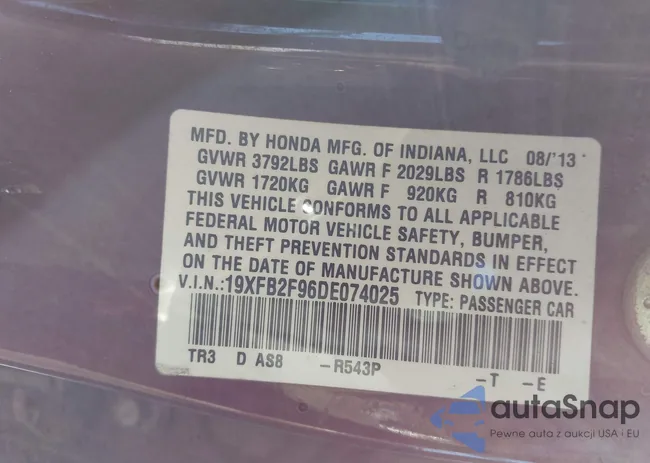 MFD. BY HONDA MFG. OF INDIANA, LLC 08/'13
GVWR 3792LBS GAWR F 2029LBS R 1786LBS
GVWR 1720KG GAWR F 920KG R 810KG
THIS VEHICLE CONFORMS TO ALL APPLICABLE
FEDERAL MOTOR VEHICLE SAFETY, BUMPER,
AND THEFT PREVENTION STANDARDS IN EFFECT
ON THE DATE OF MANUFACTURE SHOWN ABOVE.
V.I.N.:19XFB2F96DE074025 TYPE: PASSENGER CAR
TR3 D AS8 -R543P -T -E
autaSnap
Pewne auta z aukcji USA i EU